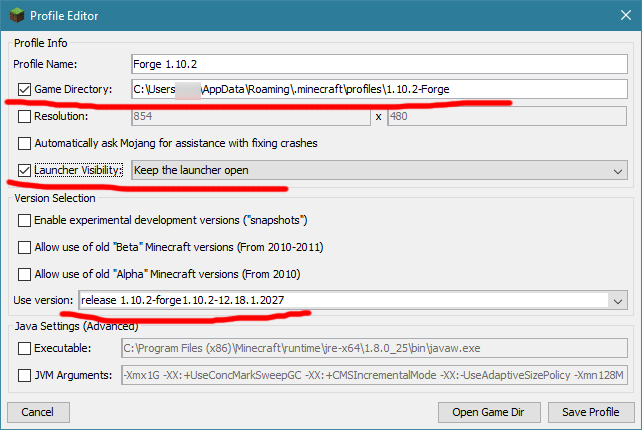 Profile Editor
Profile Info
Profile Name: Forge 1.10.2
Game Directory: C:\Users\AppData\Roaming\.minecraft\profiles\1.10.2-Forge
Resolution: 854 x 480
Automatically ask Mojang for assistance with fixing crashes
Launcher Visibility: Keep the launcher open
Version Selection
Enable experimental development versions ("snapshots")
Allow use of old "Beta" Minecraft versions (From 2010-2011)
Allow use of old "Alpha" Minecraft versions (From 2010)
Use version: release 1.10.2-forge1.10.2-12.18.1.2027
Java Settings (Advanced)
Executable: C:\Program Files (x86)\Minecraft\runtime\jre-x64\1.8.0_25\bin\javaw.exe
JVM Arguments: -Xmx1G -XX:+UseConcMarkSweepGC -XX:+CMSIncrementalMode -XX:-UseAdaptiveSizePolicy -Xmn128M
Cancel Open Game Dir Save Profile